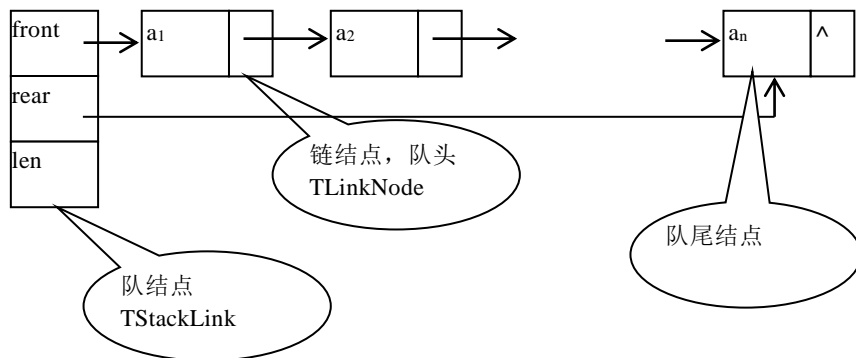 front
a1
a2
an
^
rear
len
链结点，队头
TLinkNode
队尾结点
队结点
TStackLink